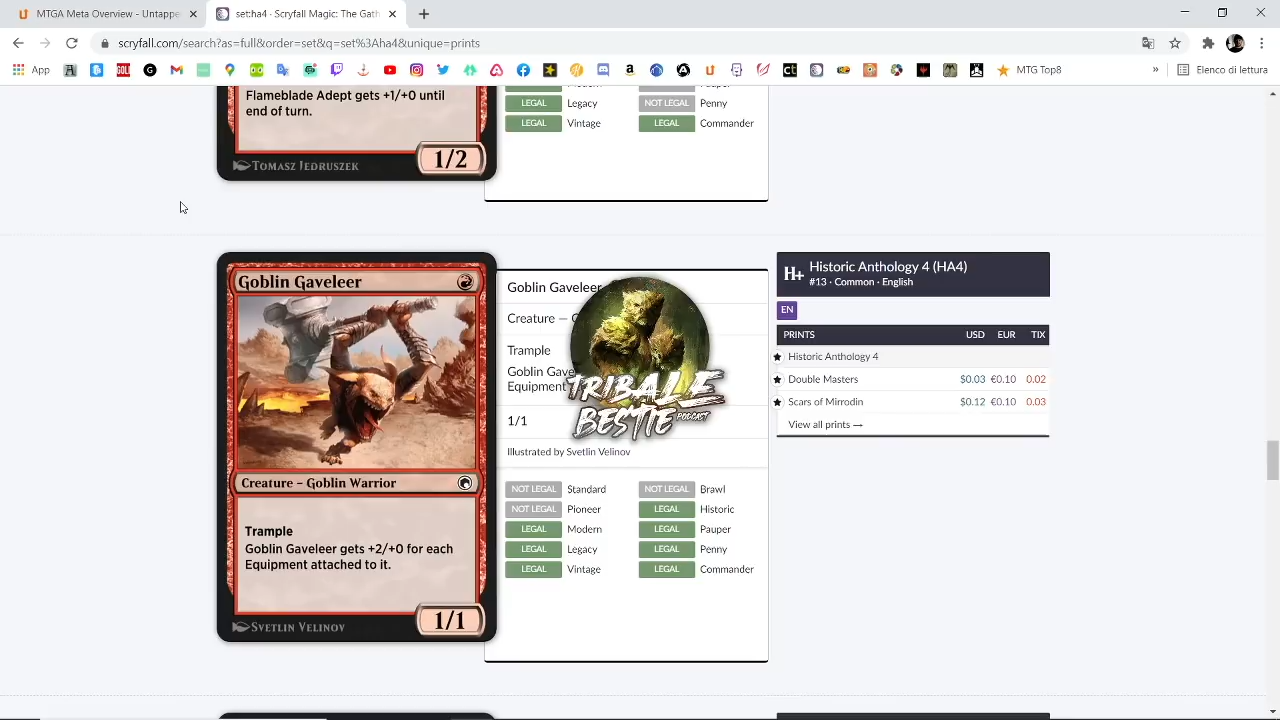 MTGA Meta Overview - Untappe
set:ha4 · Scryfall Magic: The Gath
scryfall.com/search?as=full&order=set&q=set%3Aha4&unique=prints
App
MTG Top8
»
Elenco di lettura
Flameblade Adept gets +1/+0 until
end of turn.
Tomasz Jedruszek
1/2
LEGAL Legacy NOT LEGAL Penny
LEGAL Vintage LEGAL Commander
Goblin Gaveleer
Creature – Goblin Warrior
Trample
Goblin Gaveleer gets +2/+0 for each
Equipment attached to it.
Svetlin Velinov
1/1
Goblin Gaveleer
Creature —
Trample
Goblin Gave
Equipment
1/1
Illustrated by Svetlin Velinov
TRIBALE
BESTIE PODCAST
NOT LEGAL Standard NOT LEGAL Brawl
NOT LEGAL Pioneer LEGAL Historic
LEGAL Modern LEGAL Pauper
LEGAL Legacy LEGAL Penny
LEGAL Vintage LEGAL Commander
H+ Historic Anthology 4 (HA4)
#13 · Common · English
EN
PRINTS USD EUR TIX
Historic Anthology 4
Double Masters $0.03 €0.10 0.02
Scars of Mirrodin $0.12 €0.10 0.03
View all prints →